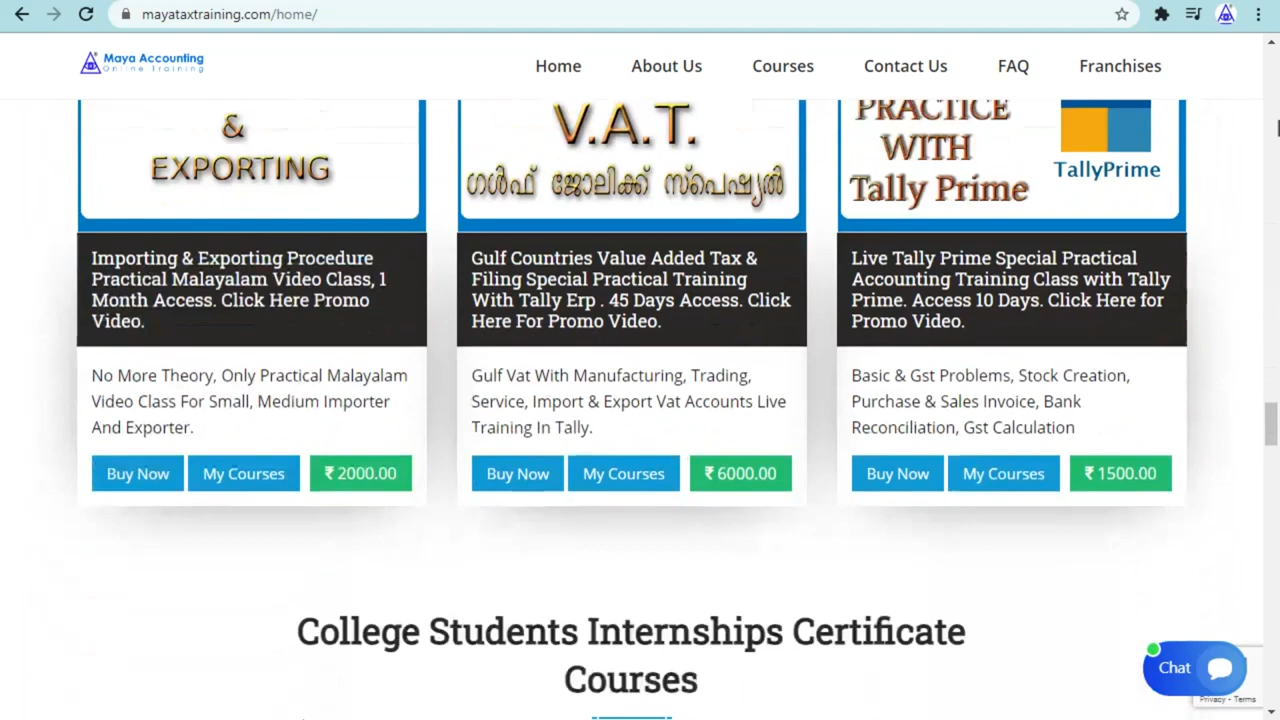 mayataxtraining.com/home/
Maya Accounting
Online Training
Home
About Us
Courses
Contact Us
FAQ
Franchises
&
EXPORTING
V.A.T.
ഗൾഫ് ജോലിക്ക് സ്പെഷ്യൽ
PRACTICE
WITH
Tally Prime
TallyPrime
Importing & Exporting Procedure
Practical Malayalam Video Class, 1
Month Access. Click Here Promo
Video.
No More Theory, Only Practical Malayalam
Video Class For Small, Medium Importer
And Exporter.
Buy Now
My Courses
₹ 2000.00
Gulf Countries Value Added Tax &
Filing Special Practical Training
With Tally Erp . 45 Days Access. Click
Here For Promo Video.
Gulf Vat With Manufacturing, Trading,
Service, Import & Export Vat Accounts Live
Training In Tally.
Buy Now
My Courses
₹ 6000.00
Live Tally Prime Special Practical
Accounting Training Class with Tally
Prime. Access 10 Days. Click Here for
Promo Video.
Basic & Gst Problems, Stock Creation,
Purchase & Sales Invoice, Bank
Reconciliation, Gst Calculation
Buy Now
My Courses
₹ 1500.00
College Students Internships Certificate
Courses
Chat
Privacy - Terms